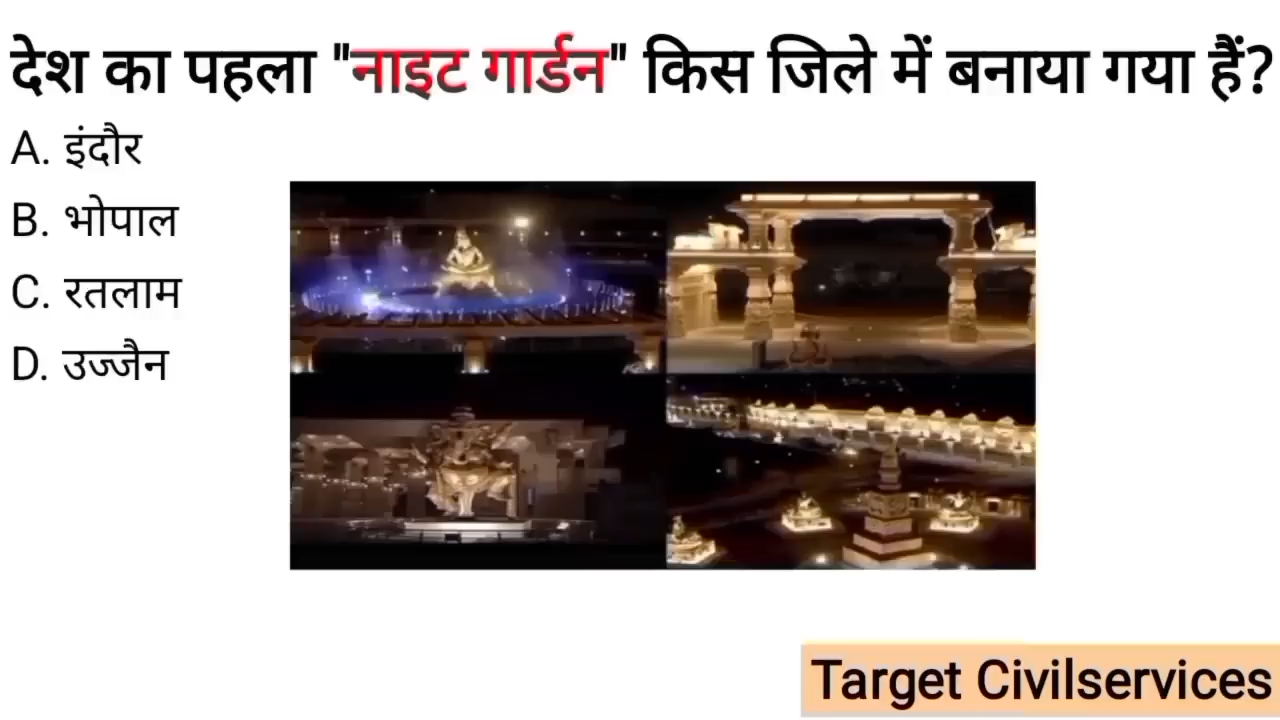 देश का पहला "नाइट गार्डन" किस जिले में बनाया गया हैं?
A. इंदौर
B. भोपाल
C. रतलाम
D. उज्जैन
Target Civilservices